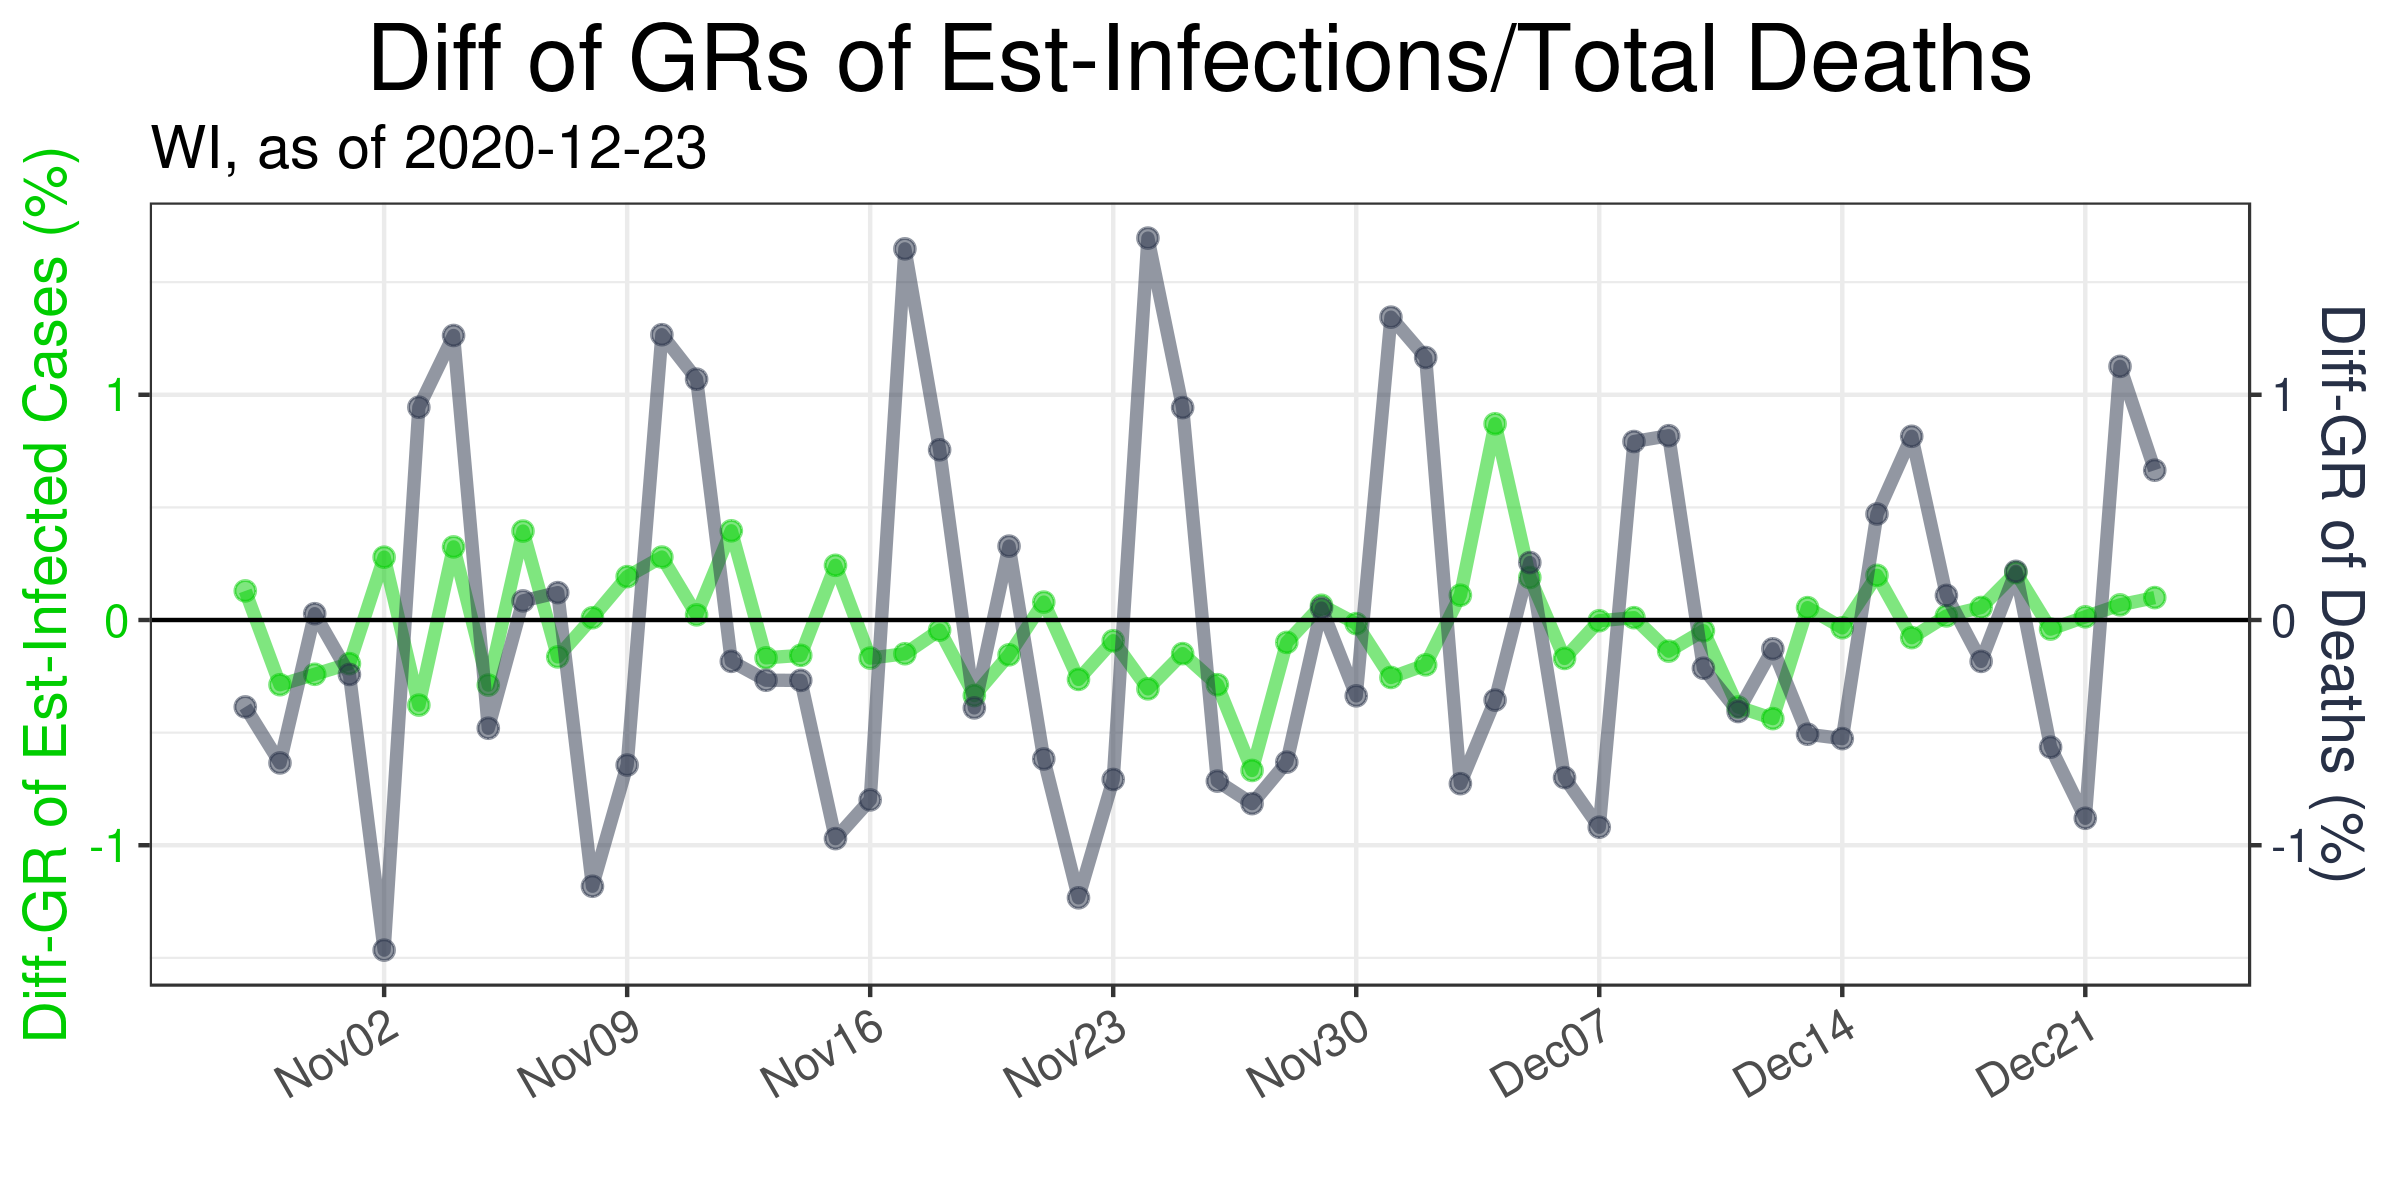 Diff of GRs of Est-Infections/Total Deaths
WI, as of 2020-12-23
Diff-GR of Est-Infected Cases (%)
1
0
-1
1
0
-1
Diff-GR of Deaths (%)
Nov02
Nov09
Nov16
Nov23
Nov30
Dec07
Dec14
Dec21